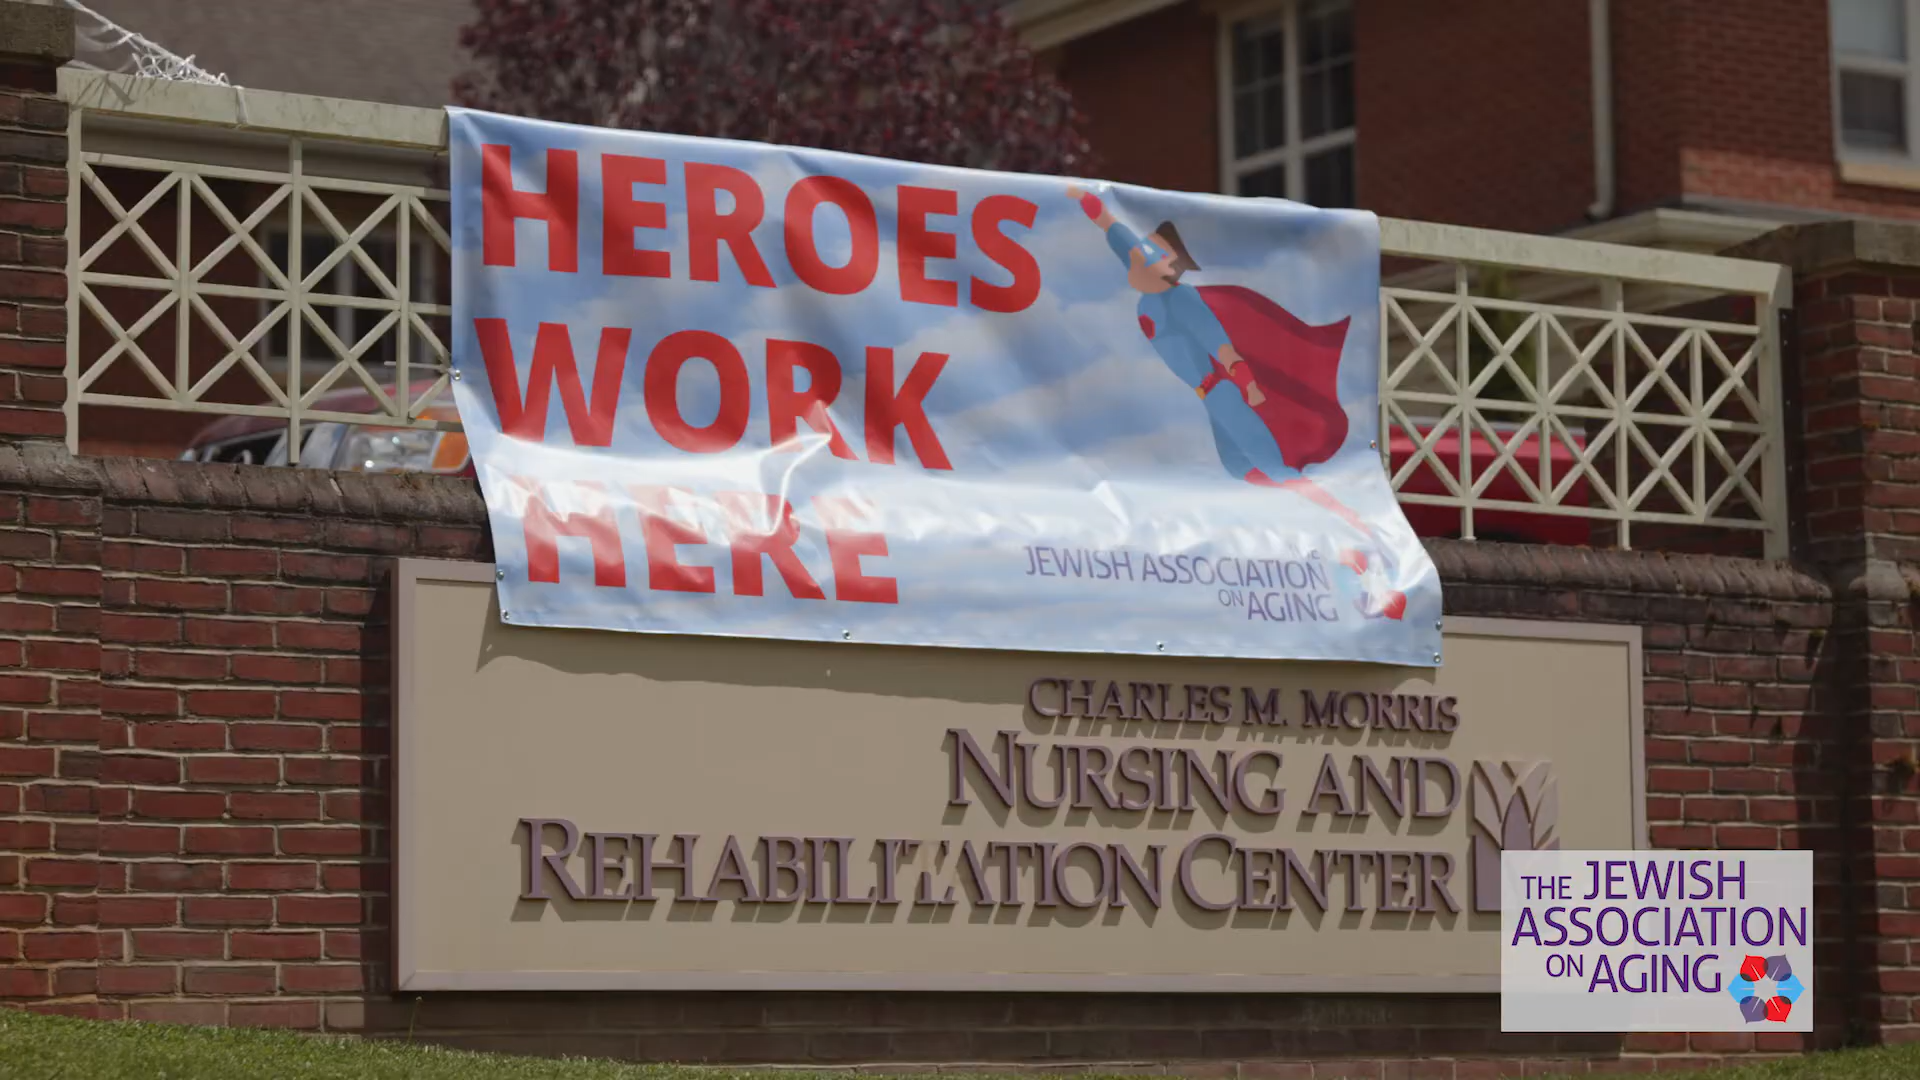 HEROES
WORK
HERE
THE
JEWISH ASSOCIATION
ON AGING
CHARLES M. MORRIS
NURSING AND
REHABILITATION CENTER
THE JEWISH
ASSOCIATION
ON AGING